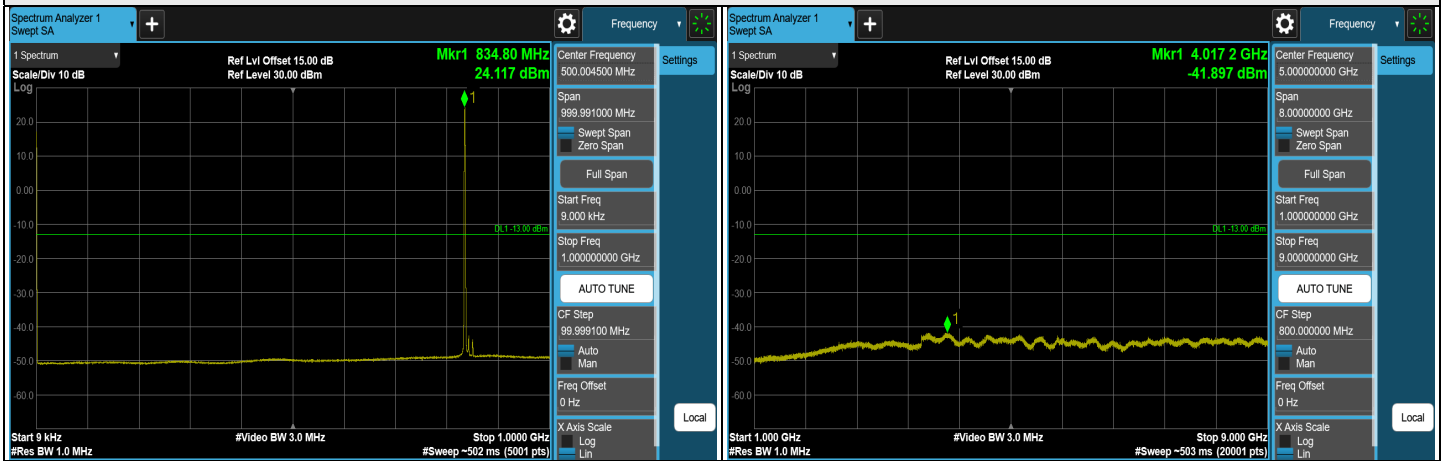 Spectrum Analyzer 1
Swept SA
+
Frequency
1 Spectrum
Scale/Div 10 dB
Log
Ref Lvl Offset 15.00 dB
Ref Level 30.00 dBm
Mkr1 834.80 MHz
24.117 dBm
1
20.0
10.0
0.00
-10.0
-20.0
-30.0
-40.0
-50.0
-60.0
DL1 -13.00 dBm
Start 9 kHz
#Res BW 1.0 MHz
#Video BW 3.0 MHz
Stop 1.0000 GHz
#Sweep ~502 ms (5001 pts)
Center Frequency
500.004500 MHz
Span
999.991000 MHz
Swept Span
Zero Span
Full Span
Start Freq
9.000 kHz
Stop Freq
1.000000000 GHz
AUTO TUNE
CF Step
99.999100 MHz
Auto
Man
Freq Offset
0 Hz
X Axis Scale
Log
Lin
Settings
Local
Spectrum Analyzer 1
Swept SA
+
Frequency
1 Spectrum
Scale/Div 10 dB
Log
Ref Lvl Offset 15.00 dB
Ref Level 30.00 dBm
Mkr1 4.017 2 GHz
-41.897 dBm
20.0
10.0
0.00
-10.0
-20.0
-30.0
-40.0
-50.0
-60.0
DL1 -13.00 dBm
1
Start 1.000 GHz
#Res BW 1.0 MHz
#Video BW 3.0 MHz
Stop 9.000 GHz
#Sweep ~503 ms (20001 pts)
Center Frequency
5.000000000 GHz
Span
8.00000000 GHz
Swept Span
Zero Span
Full Span
Start Freq
1.000000000 GHz
Stop Freq
9.000000000 GHz
AUTO TUNE
CF Step
800.000000 MHz
Auto
Man
Freq Offset
0 Hz
X Axis Scale
Log
Lin
Settings
Local